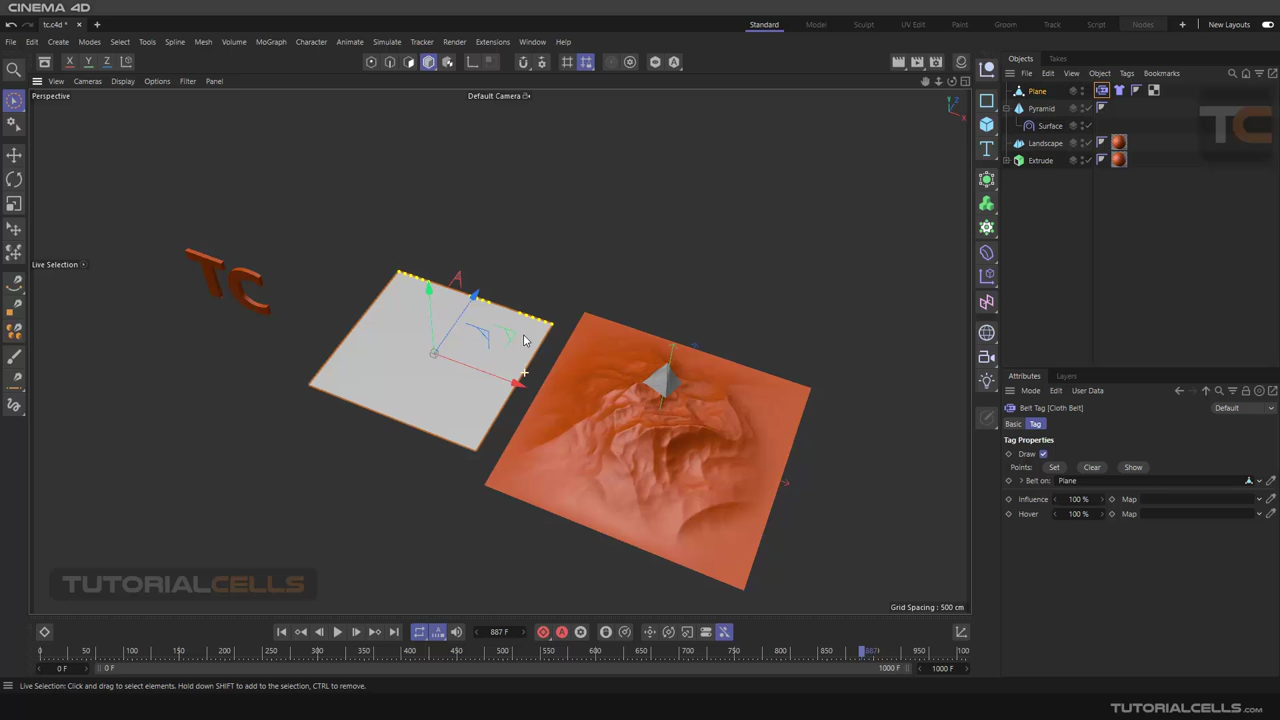 CINEMA 4D
tc.c4d *
Standard
Model
Sculpt
UV Edit
Paint
Groom
Track
Script
Nodes
New Layouts
File Edit Create Modes Select Tools Spline Mesh Volume MoGraph Character Animate Simulate Tracker Render Extensions Window Help
X Y Z
View Cameras Display Options Filter Panel
Perspective
Default Camera
Y Z X
Live Selection
TC
TUTORIALCELLS
Grid Spacing : 500 cm
Objects Takes
File Edit View Object Tags Bookmarks
Plane
Pyramid
Surface
Landscape
Extrude
TC
Attributes Layers
Mode Edit User Data
Belt Tag [Cloth Belt]
Default
Basic Tag
Tag Properties
Draw
Points: Set Clear Show
Belt on: Plane
Influence 100 % Map
Hover 100 % Map
887 F
0 50 100 150 200 250 300 350 400 450 500 550 600 650 700 750 800 850 887 900 950 100
0 F 0 F 1000 F 1000 F
Live Selection: Click and drag to select elements. Hold down SHIFT to add to the selection, CTRL to remove.
TUTORIALCELLS.com